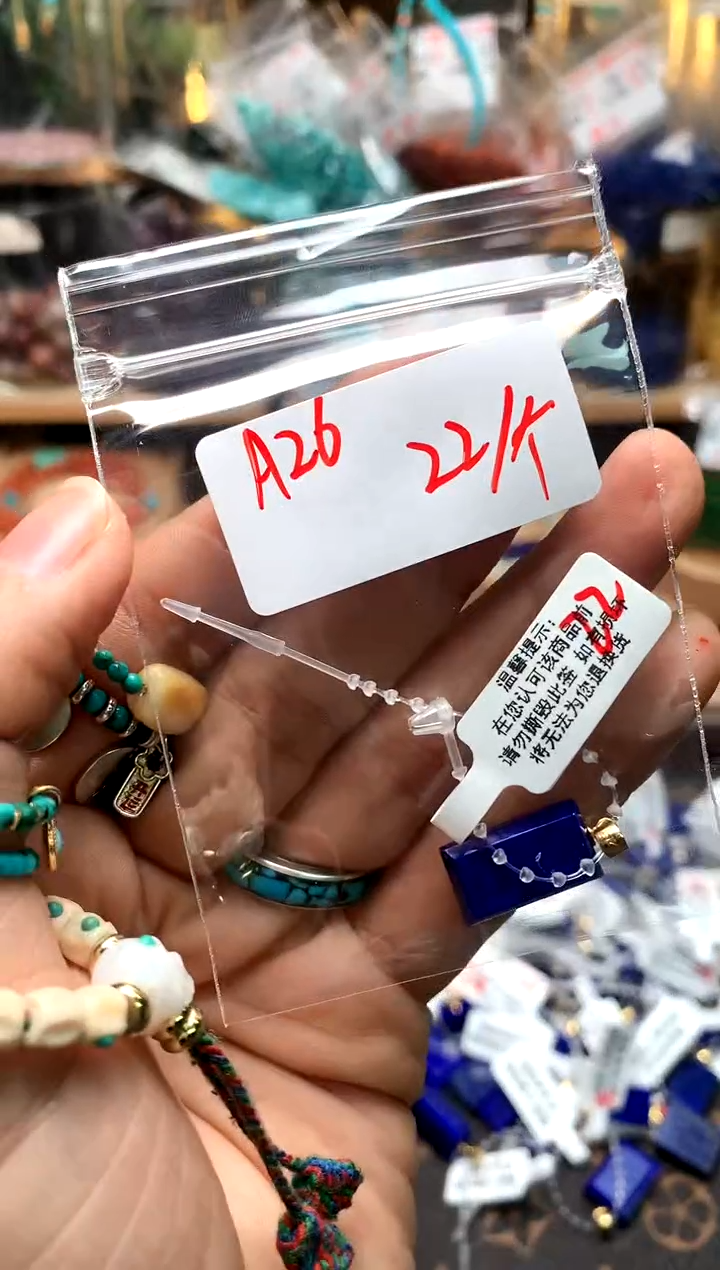 A26 22/个
22
温馨提示:
在您认可该商品前
请勿撕毁此签 如有损坏
将无法为您退换货